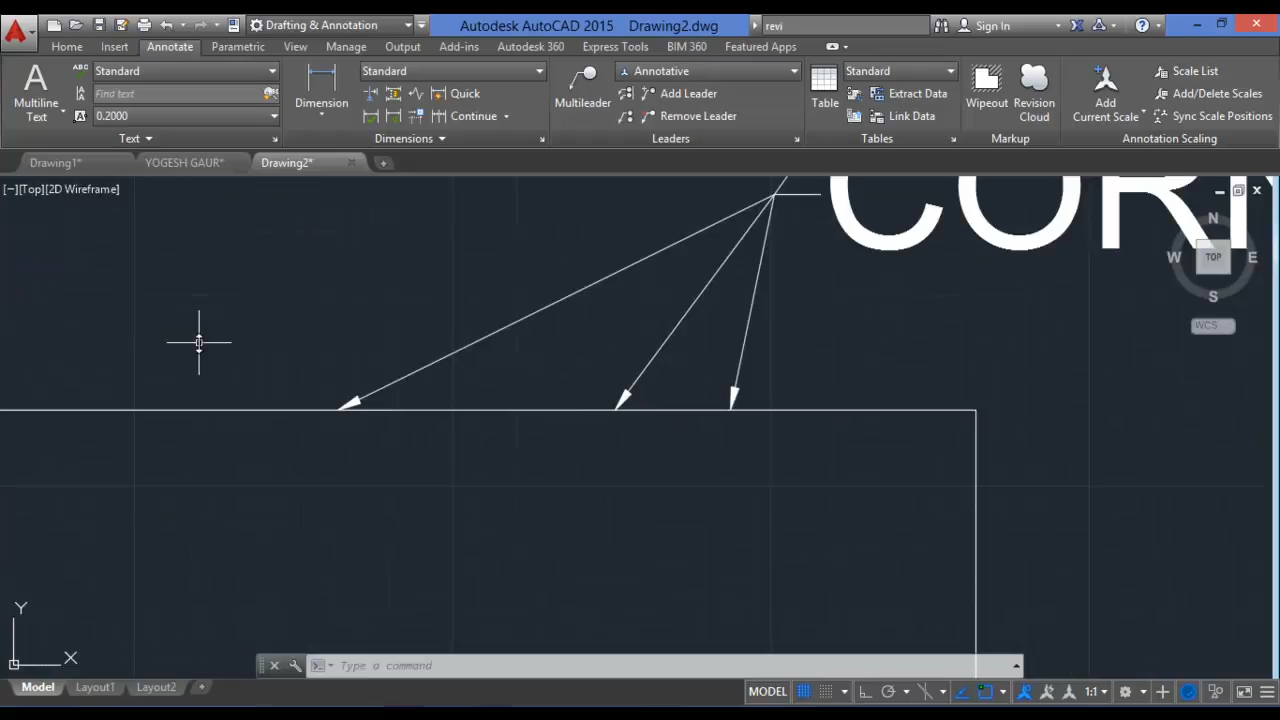 Drafting & Annotation
Autodesk AutoCAD 2015 Drawing2.dwg
revi
Sign In
Home Insert Annotate Parametric View Manage Output Add-ins Autodesk 360 Express Tools BIM 360 Featured Apps
A
Multiline
Text
ABC
Standard
Find text
0.2000
Text
Dimension
Standard
Quick
Continue
Dimensions
Multileader
Annotative
Add Leader
Remove Leader
Leaders
Table
Standard
Extract Data
Link Data
Tables
Wipeout
Revision
Cloud
Markup
Add
Current Scale
Scale List
Add/Delete Scales
Sync Scale Positions
Annotation Scaling
Drawing1* YOGESH GAUR* Drawing2*
[−][Top][2D Wireframe]
N
W TOP E
S
WCS
Y
X
Type a command
Model Layout1 Layout2 +
MODEL 1:1